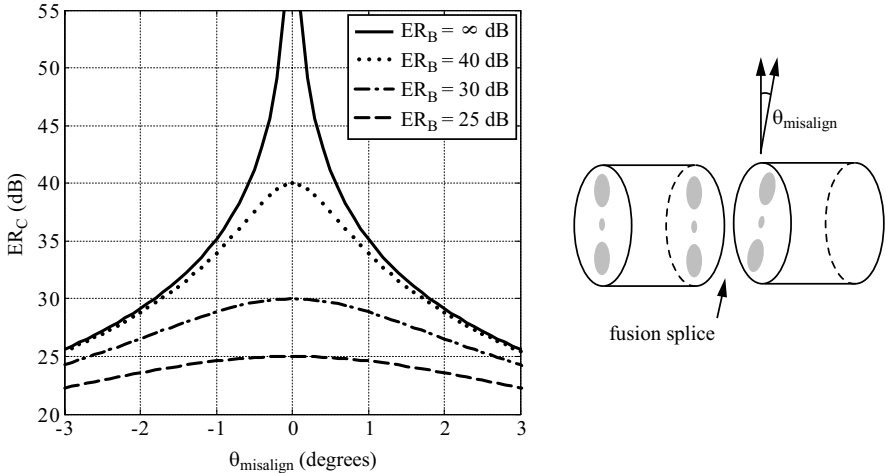 ER_C (dB)
55
50
45
40
35
30
25
20
-3
-2
-1
0
1
2
3
θ_misalign (degrees)
ER_B = ∞ dB
ER_B = 40 dB
ER_B = 30 dB
ER_B = 25 dB
θ_misalign
fusion splice